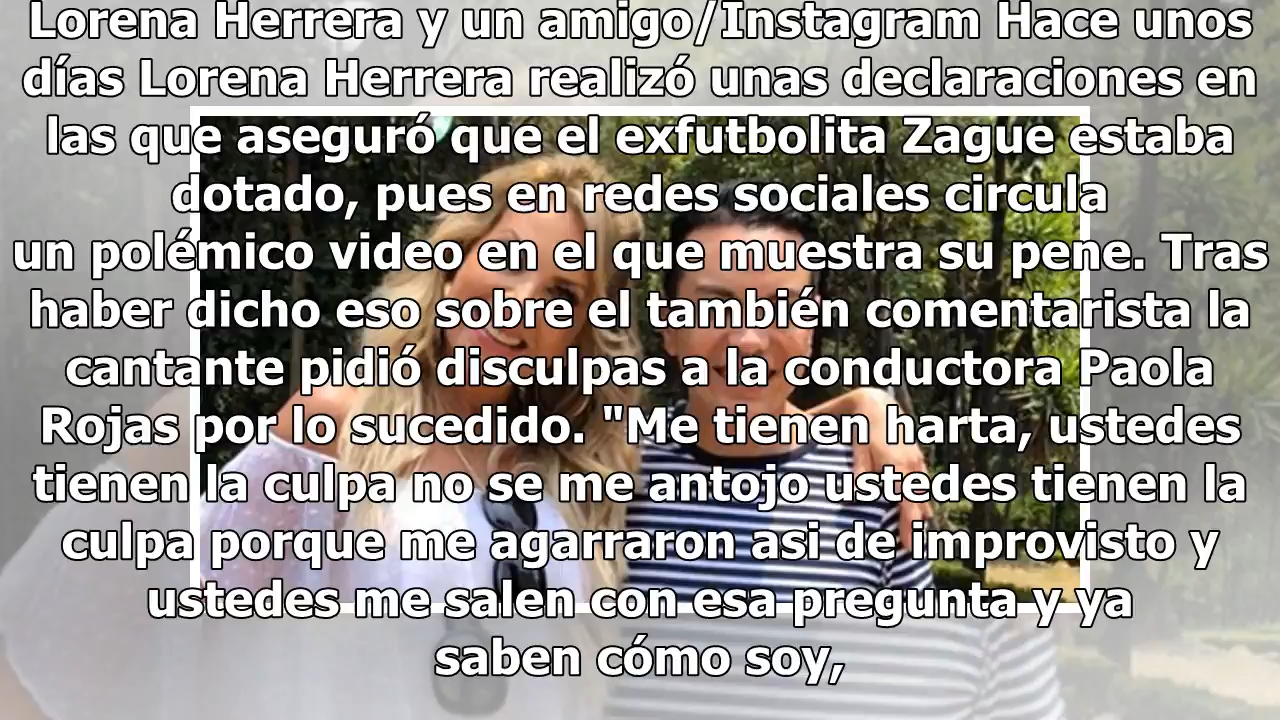 Lorena Herrera y un amigo/Instagram Hace unos
días Lorena Herrera realizó unas declaraciones en
las que aseguró que el exfutbolita Zague estaba
dotado, pues en redes sociales circula
un polémico video en el que muestra su pene. Tras
haber dicho eso sobre el también comentarista la
cantante pidió disculpas a la conductora Paola
Rojas por lo sucedido. "Me tienen harta, ustedes
tienen la culpa no se me antojo ustedes tienen la
culpa porque me agarraron asi de improvisto y
ustedes me salen con esa pregunta y ya
saben cómo soy,